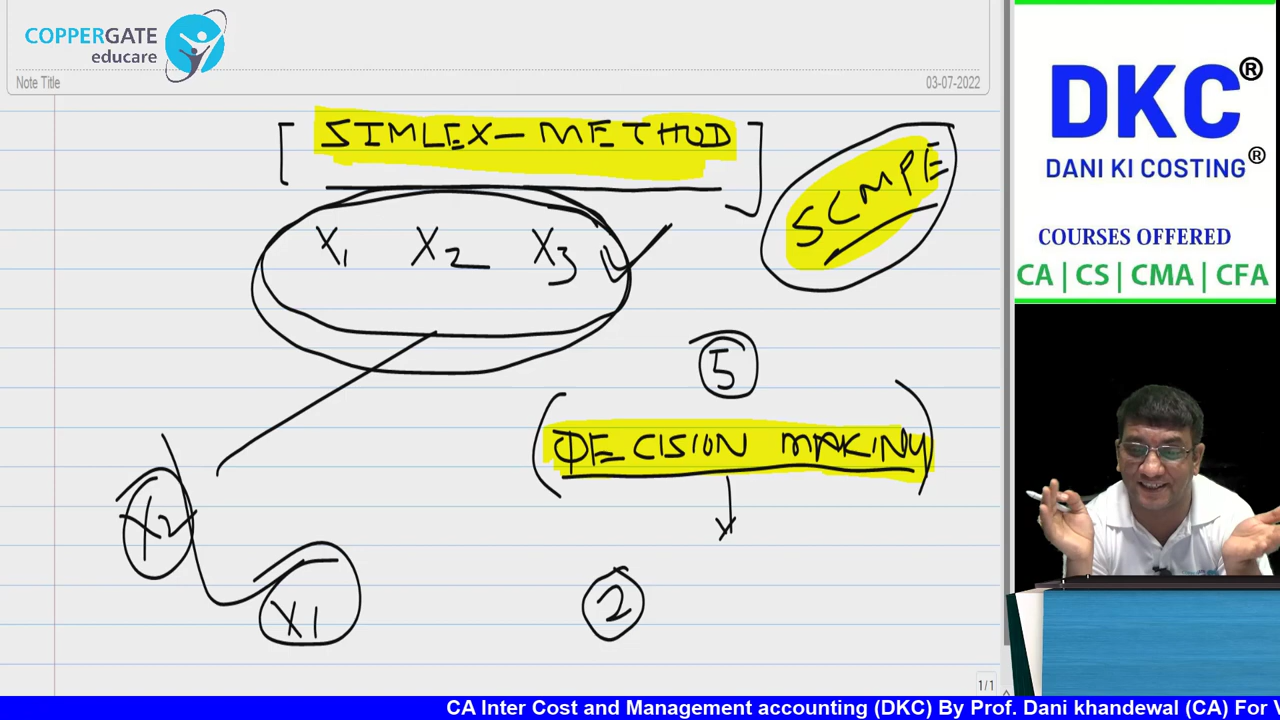 COPPERGATE
educare
Note Title
03-07-2022
[ SIMLEX - METHOD ]
SCMPE
X1 X2 X3
5
(DECISION MAKING)
X2
X1
2
1/1
DKC®
DANI KI COSTING®
COURSES OFFERED
CA | CS | CMA | CFA
CA Inter Cost and Management accounting (DKC) By Prof. Dani khandewal (CA) For